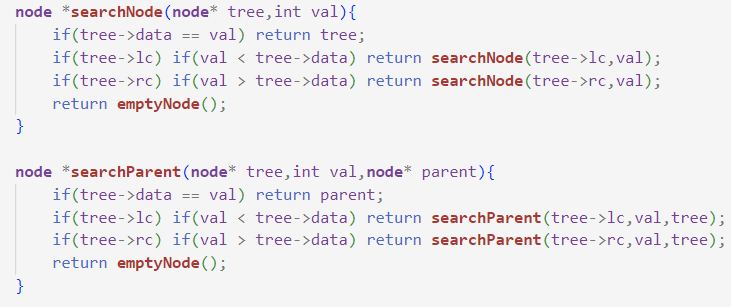 node *searchNode(node* tree,int val){
    if(tree->data == val) return tree;
    if(tree->lc) if(val < tree->data) return searchNode(tree->lc,val);
    if(tree->rc) if(val > tree->data) return searchNode(tree->rc,val);
    return emptyNode();
}

node *searchParent(node* tree,int val,node* parent){
    if(tree->data == val) return parent;
    if(tree->lc) if(val < tree->data) return searchParent(tree->lc,val,tree);
    if(tree->rc) if(val > tree->data) return searchParent(tree->rc,val,tree);
    return emptyNode();
}